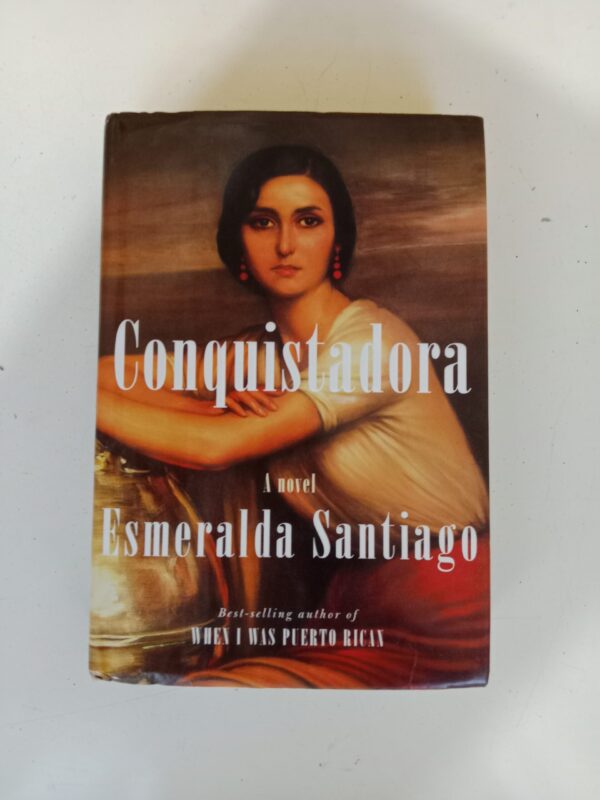 Conquistadora
A novel
Esmeralda Santiago
Best-selling author of
WHEN I WAS PUERTO RICAN